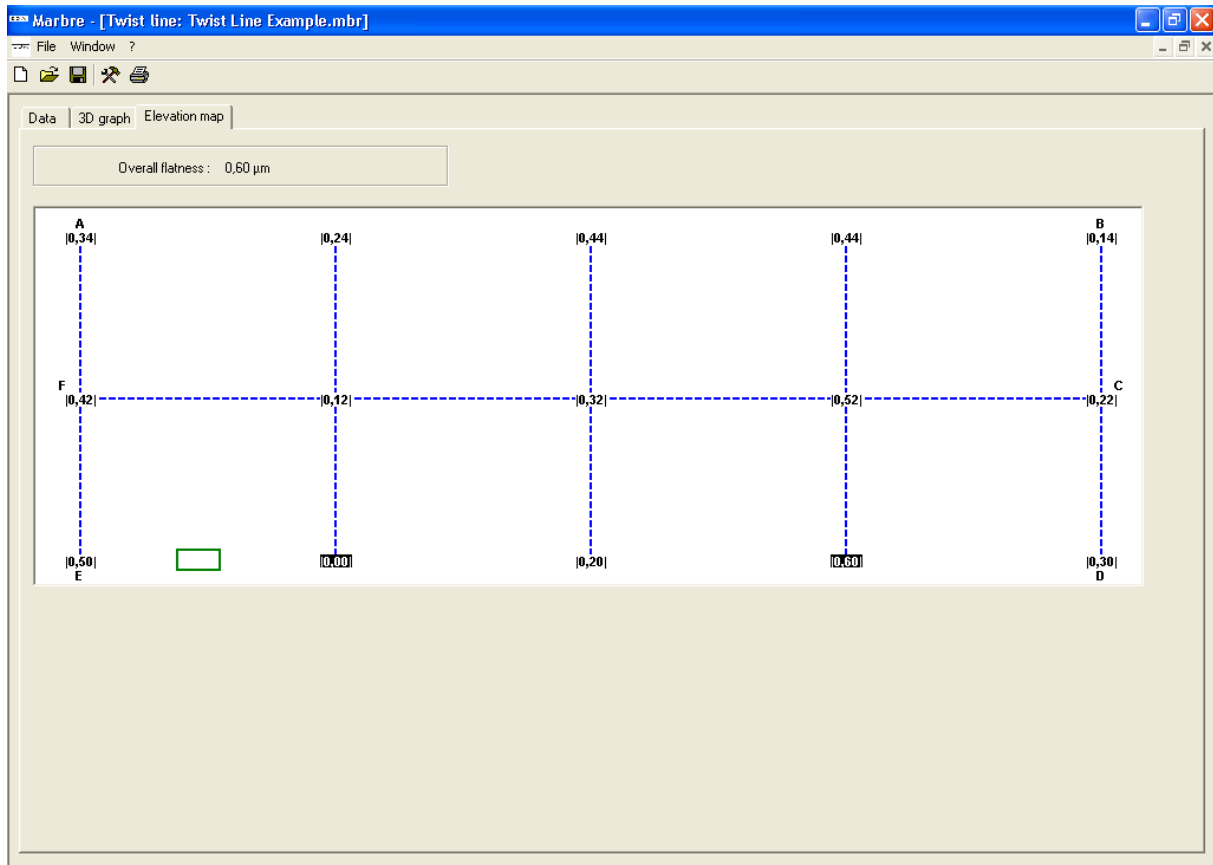 Marbre - [Twist line: Twist Line Example.mbr]
File Window ?
Data 3D graph Elevation map
Overall flatness : 0,60 µm
A B
|0,34| |0,24| |0,44| |0,44| |0,14|
F C
|0,42| |0,12| |0,32| |0,52| |0,22|
|0,50| |0,00| |0,20| |0,60| |0,30|
E D